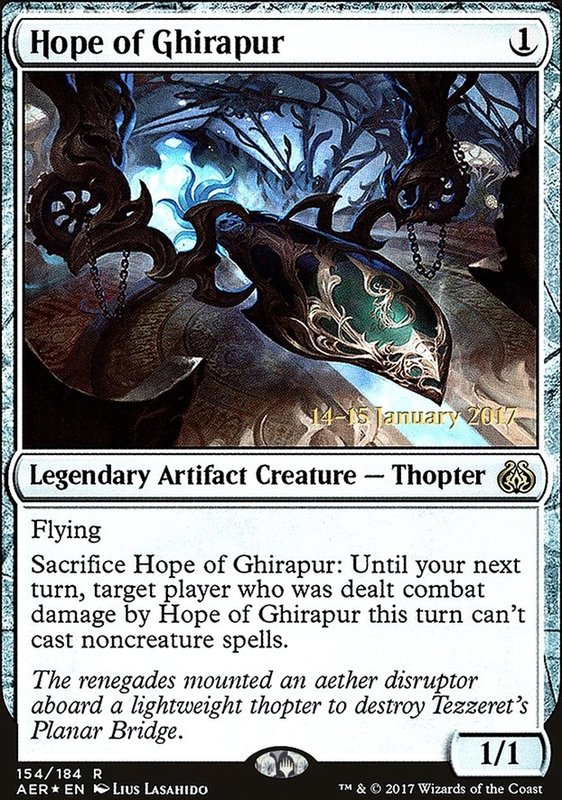 Hope of Ghirapur
1
14-15 January 2017
Legendary Artifact Creature — Thopter
Flying
Sacrifice Hope of Ghirapur: Until your next
turn, target player who was dealt combat
damage by Hope of Ghirapur this turn can't
cast noncreature spells.
The renegades mounted an aether disruptor
aboard a lightweight thopter to destroy Tezzeret's
Planar Bridge.
1/1
154/184 R
AER★EN Lius Lasahido
™ & © 2017 Wizards of the Coast